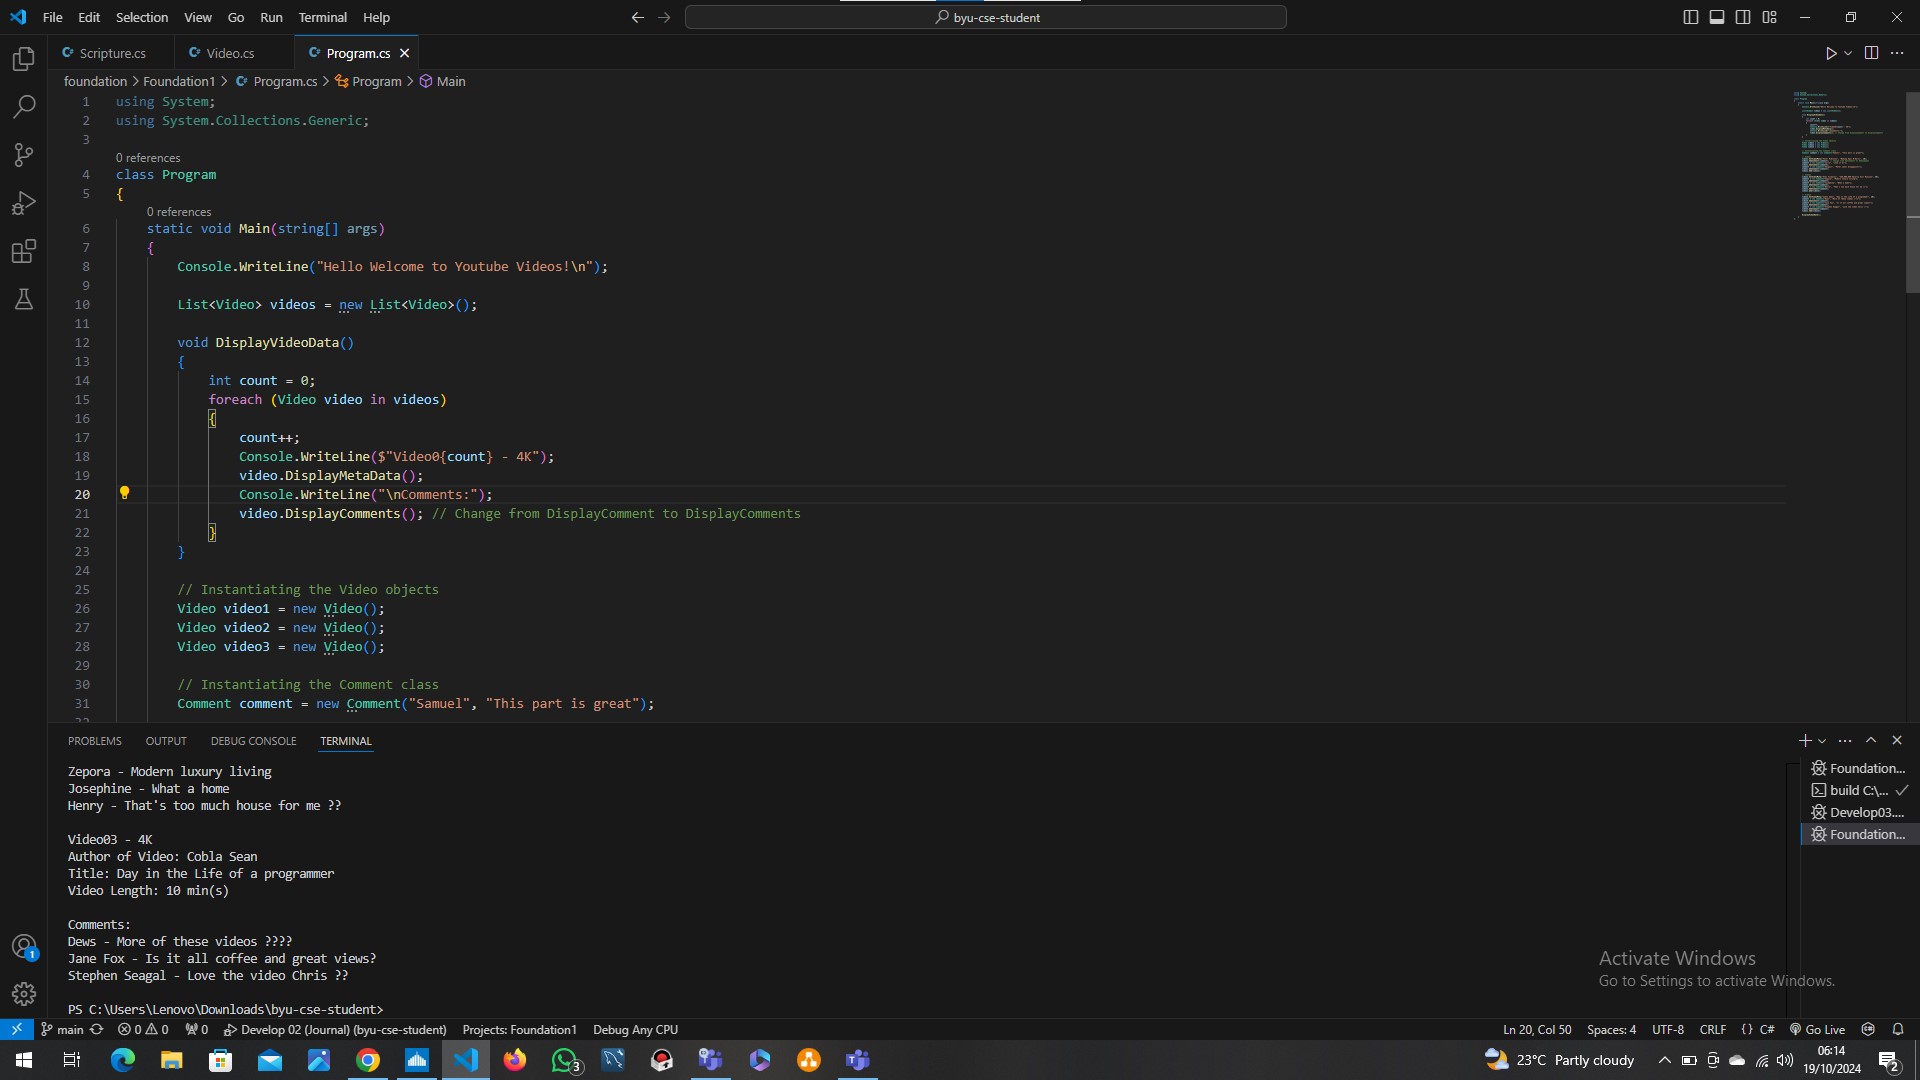 File Edit Selection View Go Run Terminal Help
byu-cse-student
Scripture.cs Video.cs Program.cs
foundation > Foundation1 > Program.cs > Program > Main
1 using System;
2 using System.Collections.Generic;
3
0 references
4 class Program
5 {
0 references
6 static void Main(string[] args)
7 {
8 Console.WriteLine("Hello Welcome to Youtube Videos!\n");
9
10 List<Video> videos = new List<Video>();
11
12 void DisplayVideoData()
13 {
14 int count = 0;
15 foreach (Video video in videos)
16 {
17 count++;
18 Console.WriteLine($"Video0{count} - 4K");
19 video.DisplayMetaData();
20 Console.WriteLine("\nComments:");
21 video.DisplayComments(); // Change from DisplayComment to DisplayComments
22 }
23 }
24
25 // Instantiating the Video objects
26 Video video1 = new Video();
27 Video video2 = new Video();
28 Video video3 = new Video();
29
30 // Instantiating the Comment class
31 Comment comment = new Comment("Samuel", "This part is great");
PROBLEMS OUTPUT DEBUG CONSOLE TERMINAL
Zepora - Modern luxury living
Josephine - What a home
Henry - That's too much house for me ??
Video03 - 4K
Author of Video: Cobla Sean
Title: Day in the Life of a programmer
Video Length: 10 min(s)
Comments:
Dews - More of these videos ????
Jane Fox - Is it all coffee and great views?
Stephen Seagal - Love the video Chris ??
PS C:\Users\Lenovo\Downloads\byu-cse-student>
Foundation...
build C:\...
Develop03....
Foundation...
Activate Windows
Go to Settings to activate Windows.
1
main 0 0 0 Develop 02 (Journal) (byu-cse-student) Projects: Foundation1 Debug Any CPU Ln 20, Col 50 Spaces: 4 UTF-8 CRLF {} C# Go Live
3
23°C Partly cloudy
06:14
19/10/2024
2